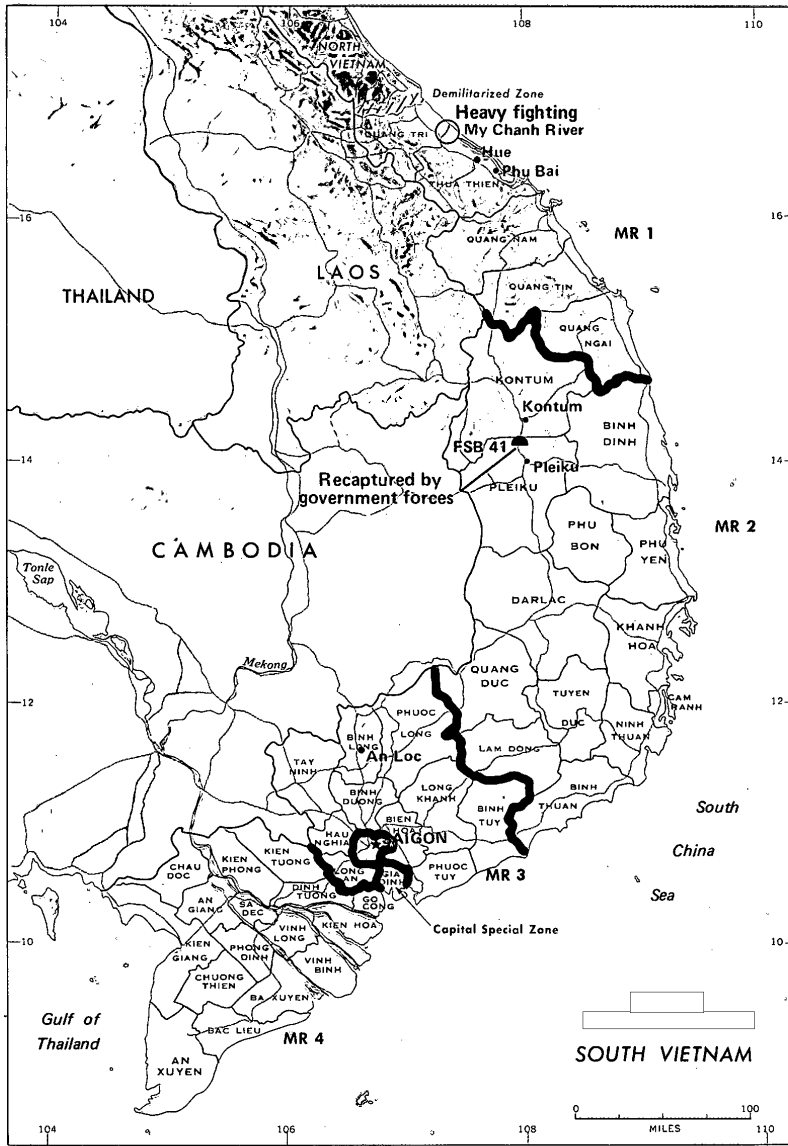 104
106
108
110
NORTH
VIETNAM
Demilitarized Zone
Heavy fighting
My Chanh River
QUANG TRI
Hue
Phu Bai
THUA THIEN
16
16
QUANG NAM
MR 1
LAOS
THAILAND
QUANG TIN
QUANG
NGAI
KONTUM
Kontum
BINH
DINH
FSB 41
14
14
Pleiku
Recaptured by
government forces
PLEIKU
PHU
BON
PHU
YEN
MR 2
CAMBODIA
Tonle
Sap
DARLAC
KHANH
HOA
Mekong
QUANG
DUC
TUYEN
DUC
CAM
RANH
12
12
PHUOC
LONG
NINH
THUAN
BINH
LONG
An-Loc
LAM DONG
TAY
NINH
BINH
DUONG
LONG
KHANH
BINH
TUY
BINH
THUAN
BIEN
HOA
South
China
Sea
HAU
NGHIA
SAIGON
KIEN
TUONG
KIEN
PHONG
CHAU
DOC
LONG
AN
GIA
DINH
PHUOC
TUY
MR 3
DINH
TUONG
GO
CONG
AN
GIANG
SA
DEC
Capital Special Zone
VINH
LONG
KIEN HOA
10
10
KIEN
GIANG
PHONG
DINH
VINH
BINH
CHUONG
THIEN
BA XUYEN
Gulf of
Thailand
BAC LIEU
MR 4
AN
XUYEN
SOUTH VIETNAM
0
100
MILES
104
106
108
110